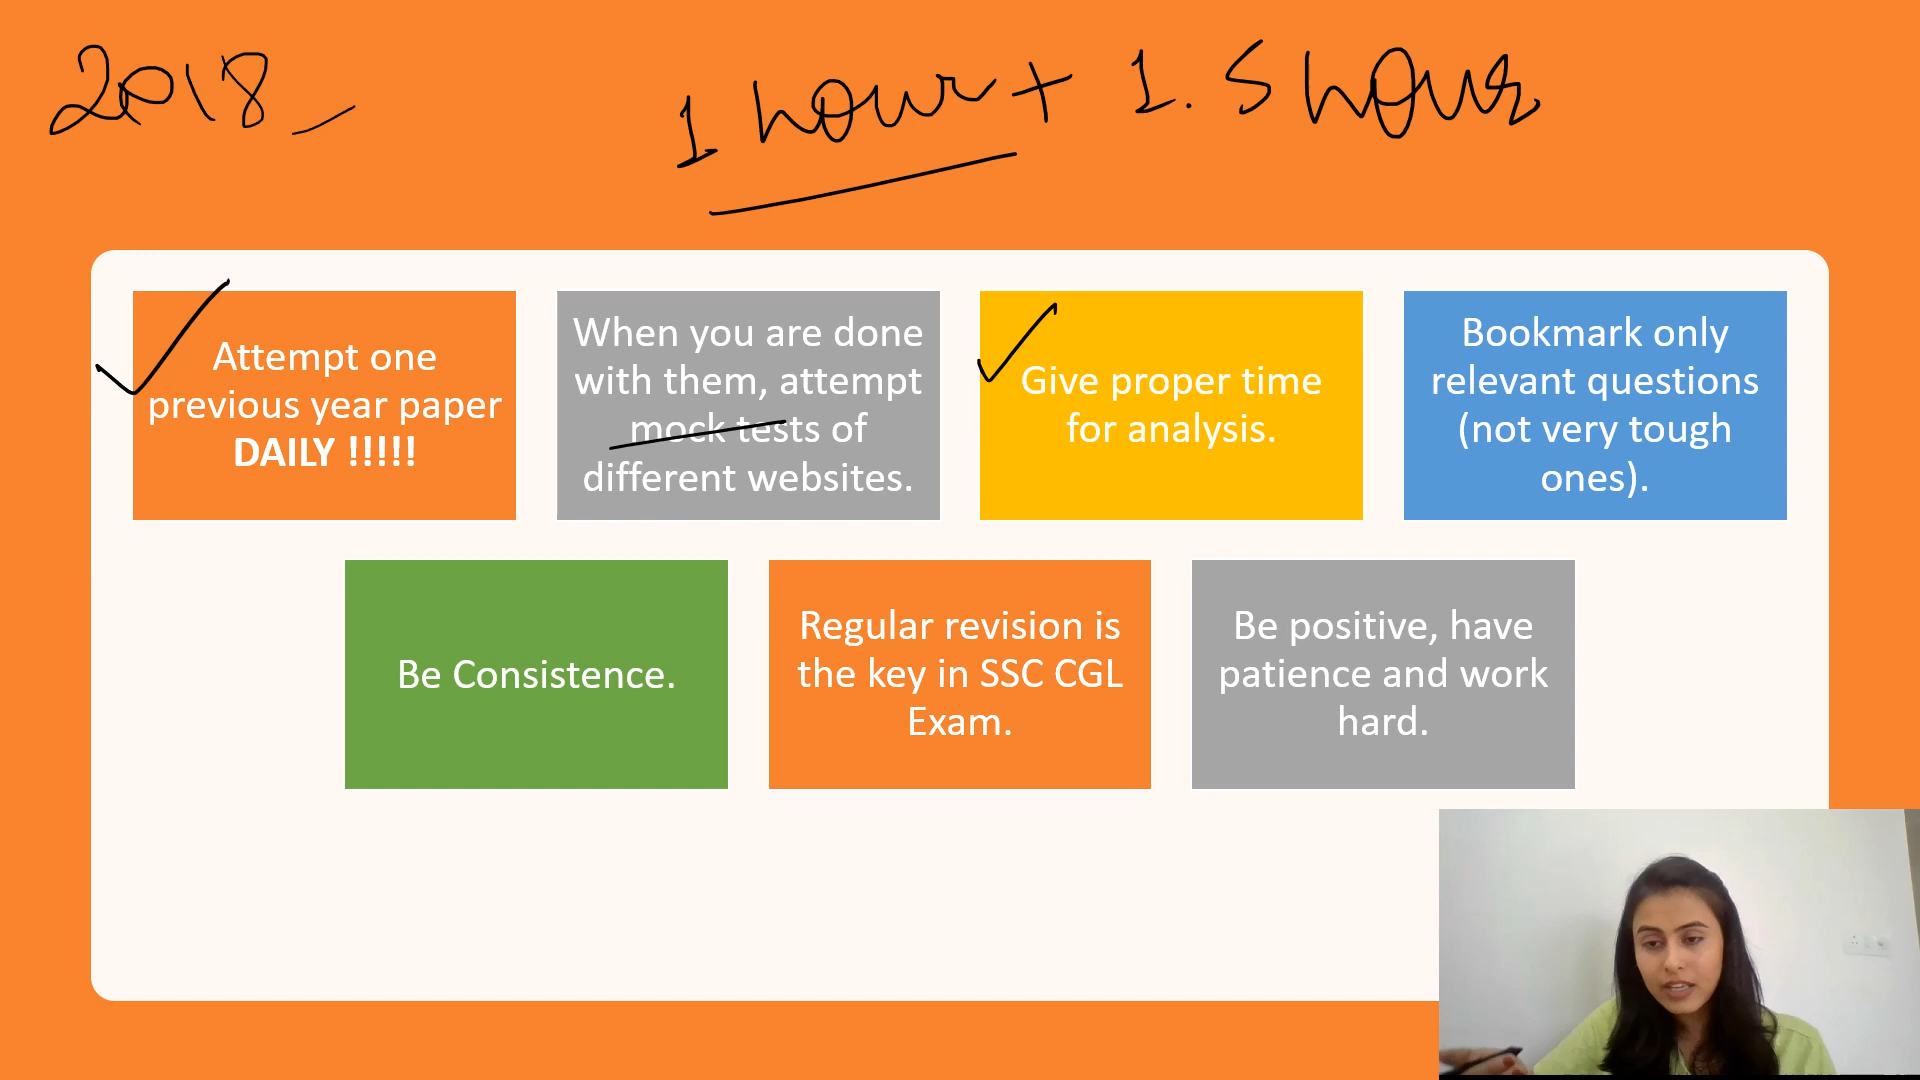 2018_
1 hour + 1.5 hour
Attempt one
previous year paper
DAILY !!!!!
When you are done
with them, attempt
mock tests of
different websites.
Give proper time
for analysis.
Bookmark only
relevant questions
(not very tough
ones).
Be Consistence.
Regular revision is
the key in SSC CGL
Exam.
Be positive, have
patience and work
hard.